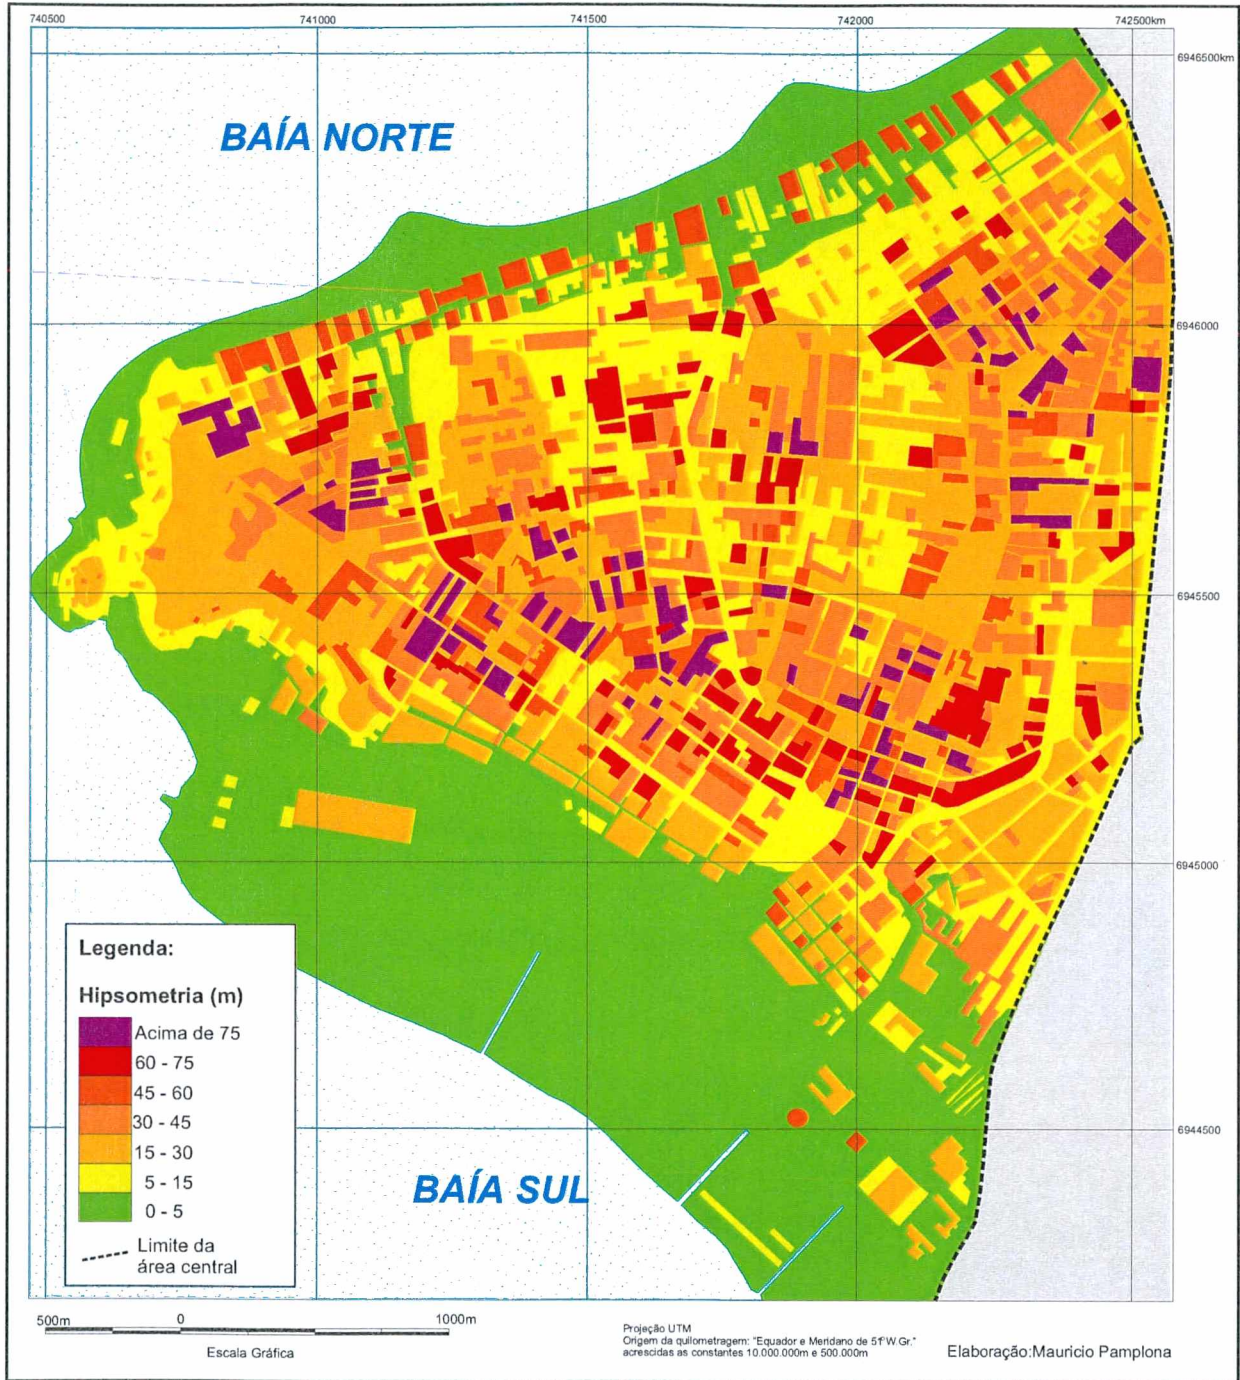 740500 741000 741500 742000 742500km
6946500km
BAÍA NORTE
6946000
6945500
6945000
Legenda:
Hipsometria (m)
Acima de 75
60 - 75
45 - 60
30 - 45
15 - 30
5 - 15
0 - 5
Limite da
área central
6944500
BAÍA SUL
500m 0 1000m
Escala Gráfica
Projeção UTM
Origem da quilometragem: "Equador e Meridano de 51ºW.Gr."
acrescidas as constantes 10.000.000m e 500.000m
Elaboração:Mauricio Pamplona